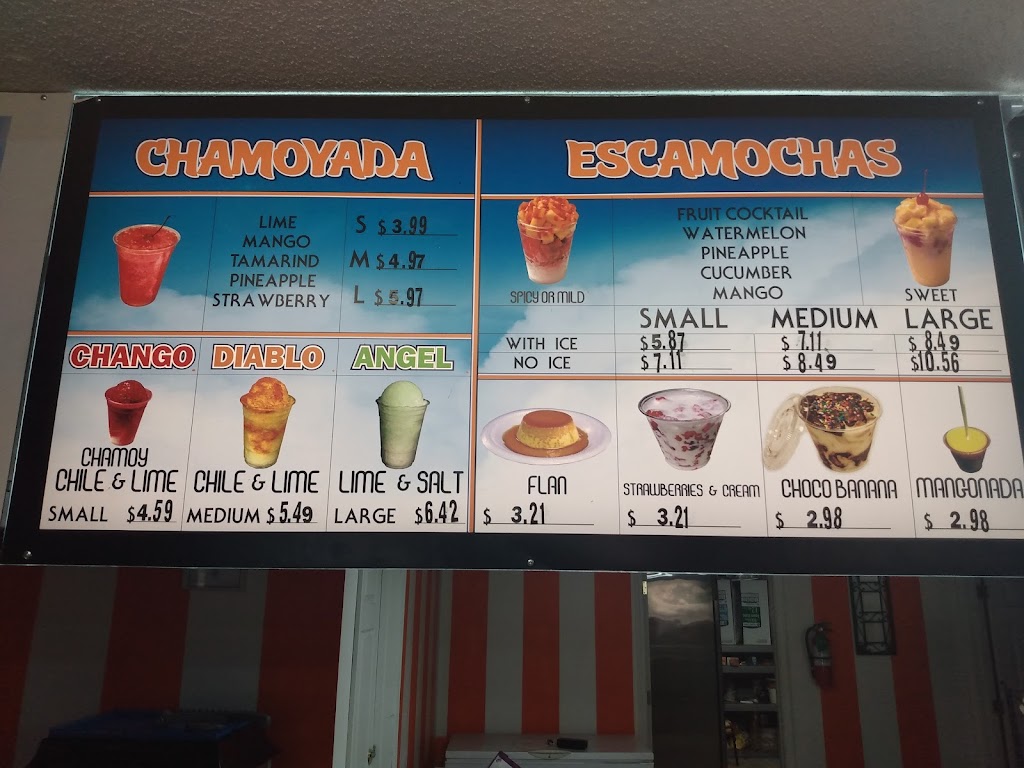 CHAMOYADA
LIME
MANGO
TAMARIND
PINEAPPLE
STRAWBERRY
S $ 3.99
M $ 4.97
L $ 5.97
CHANGO
DIABLO
ANGEL
CHAMOY
CHILE & LIME
CHILE & LIME
LIME & SALT
SMALL $4.59
MEDIUM $5.49
LARGE $6.42
ESCAMOCHAS
SPICY OR MILD
FRUIT COCKTAIL
WATERMELON
PINEAPPLE
CUCUMBER
MANGO
SWEET
SMALL MEDIUM LARGE
WITH ICE $5.87 $ 7.11 $ 8.49
NO ICE $7.11 $ 8.49 $10.56
FLAN
$ 3.21
STRAWBERRIES & CREAM
$ 3.21
CHOCO BANANA
$ 2.98
MANGONADA
$ 2.98